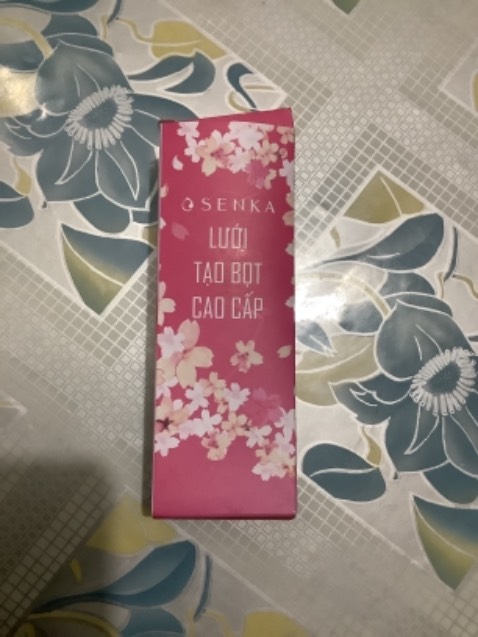 SENKA
LƯỚI
TẠO BỌT
CAO CẤP